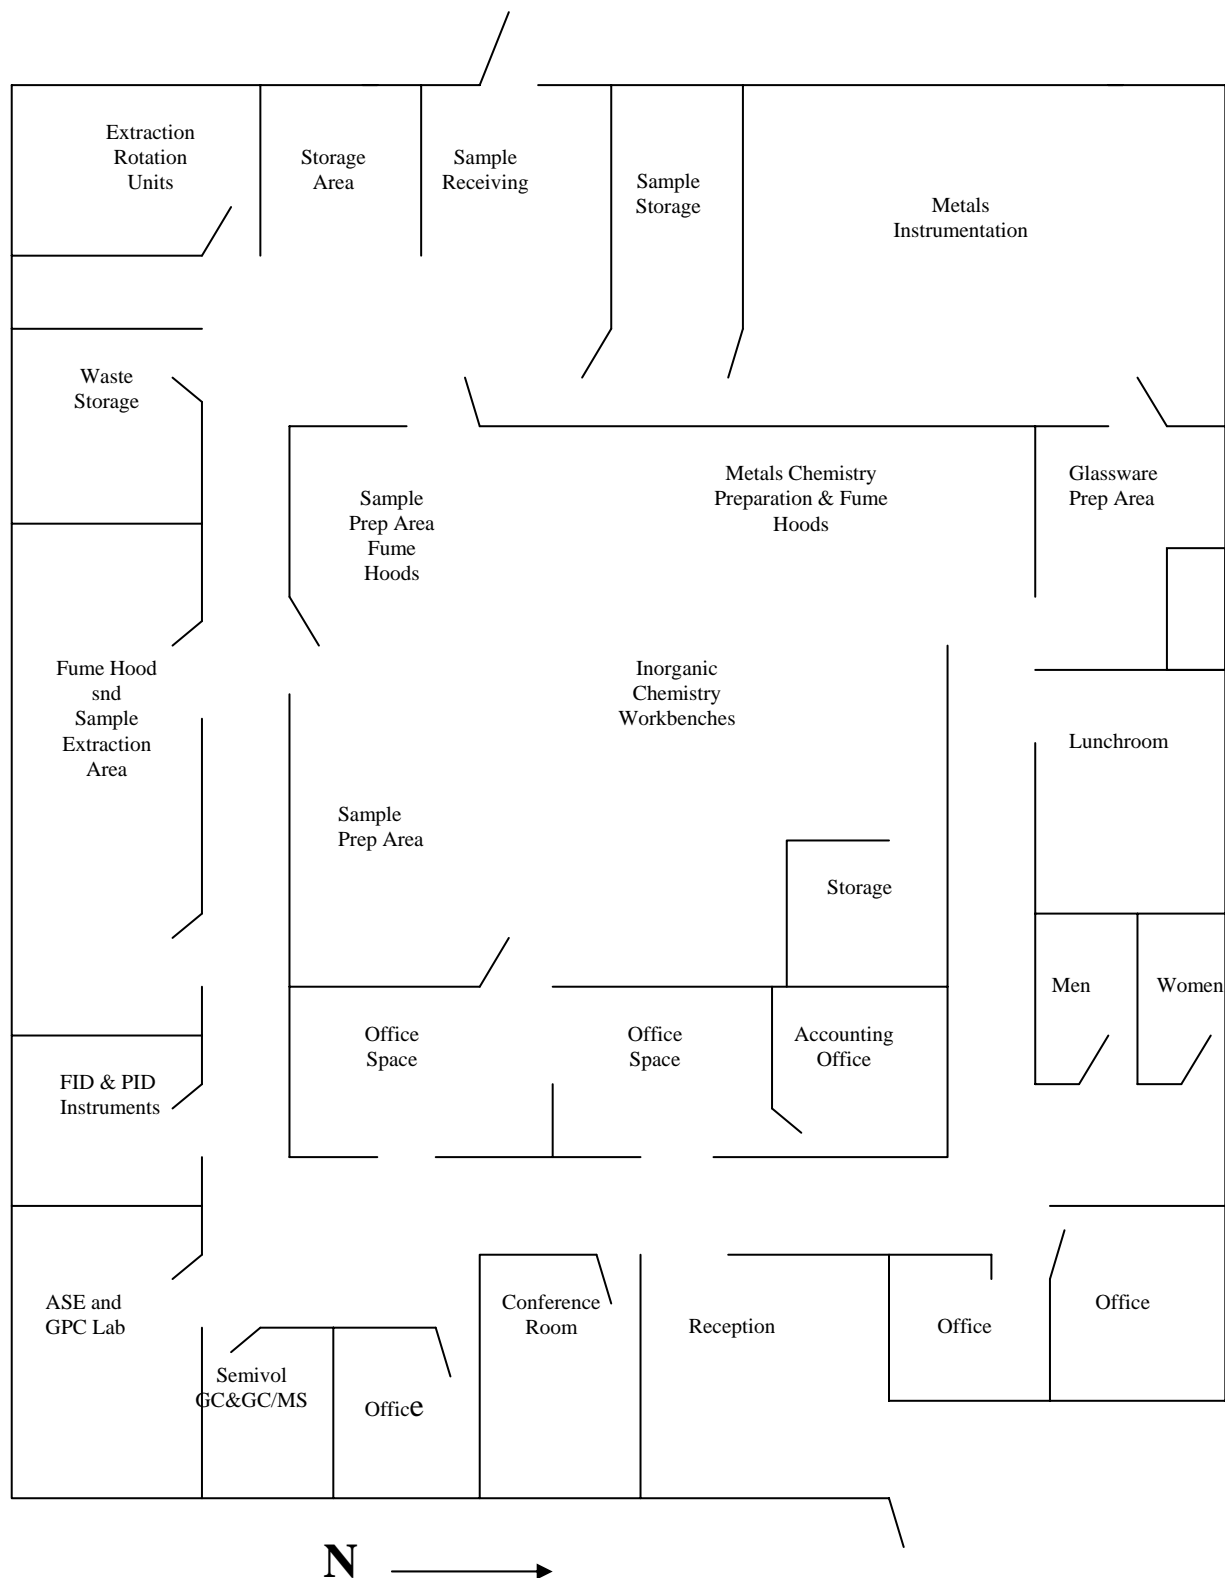 Extraction
Rotation
Units
Storage
Area
Sample
Receiving
Sample
Storage
Metals
Instrumentation
Waste
Storage
Sample
Prep Area
Fume
Hoods
Metals Chemistry
Preparation & Fume
Hoods
Glassware
Prep Area
Fume Hood
snd
Sample
Extraction
Area
Inorganic
Chemistry
Workbenches
Lunchroom
Sample
Prep Area
Storage
Men
Women
Office
Space
Office
Space
Accounting
Office
FID & PID
Instruments
ASE and
GPC Lab
Semivol
GC&GC/MS
Office
Conference
Room
Reception
Office
Office
N